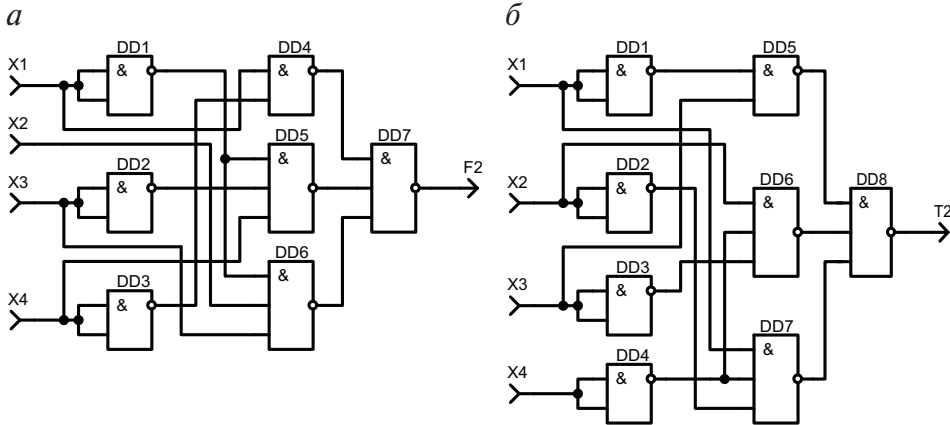 а
DD1
DD4
X1
&
&
X2
DD5
DD7
&
&
F2
X3
DD2
&
DD6
&
X4
DD3
&
б
DD1
DD5
X1
&
&
X2
DD2
DD6
DD8
&
&
&
T2
X3
DD3
&
DD7
&
X4
DD4
&